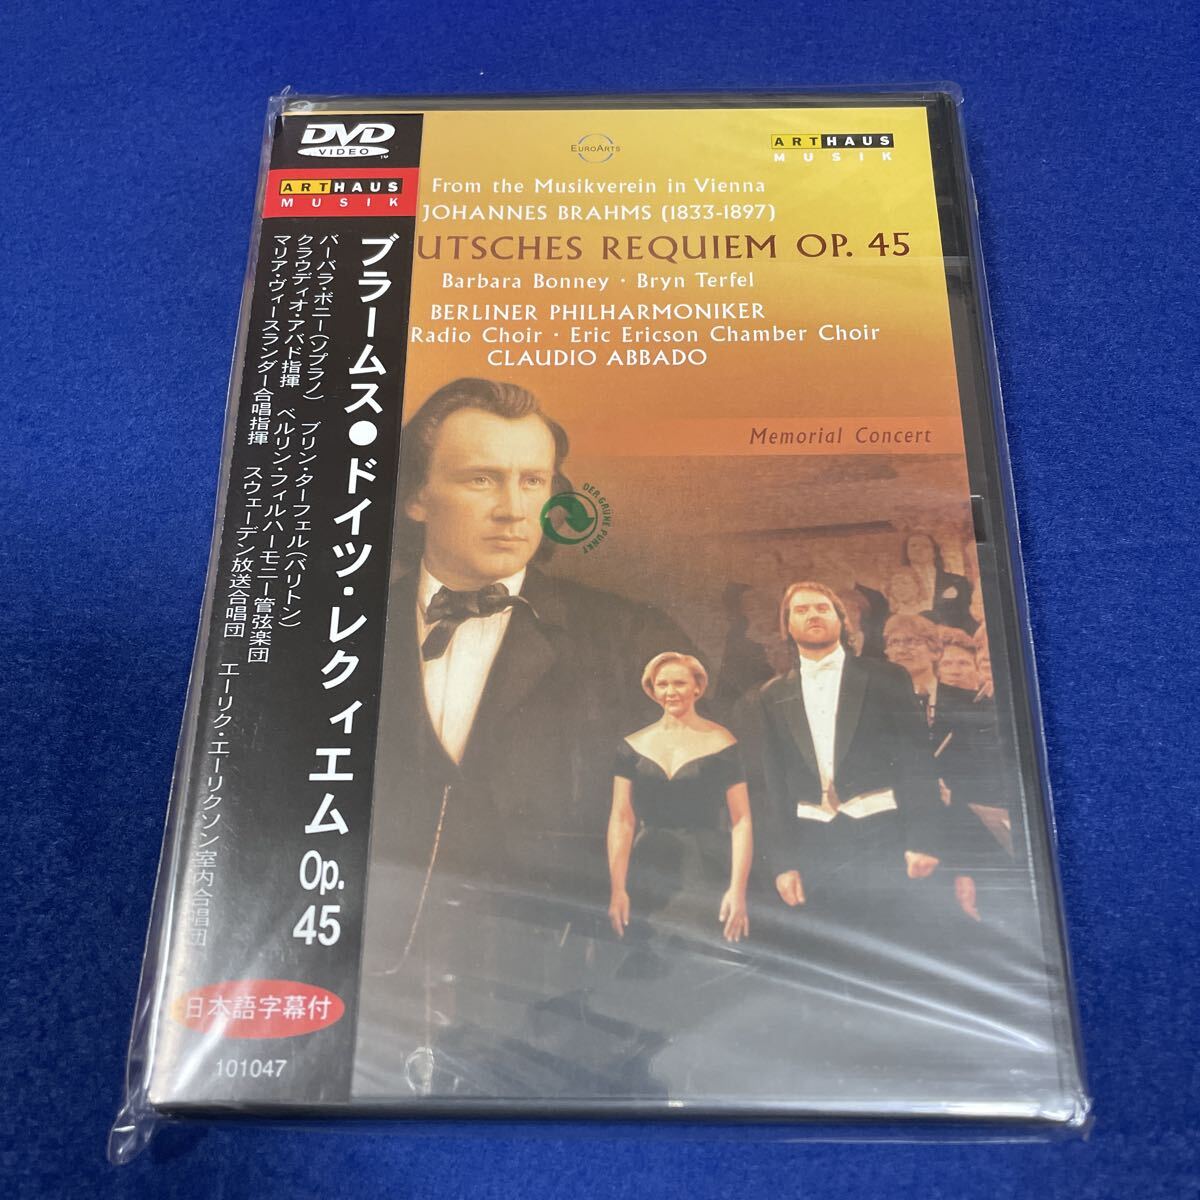 DVD
VIDEO
TM
ARTHAUS
MUSIK
ブラームス●ドイツ・レクィエム Op. 45
バーバラ・ボニー(ソプラノ) ブリン・ターフェル(バリトン)
クラウディオ・アバド指揮 ベルリン・フィルハーモニー管弦楽団
マリア・ヴィースランダー合唱指揮 スウェーデン放送合唱団 エーリク・エーリクソン室内合唱団
日本語字幕付
101047
EUROARTS
ARTHAUS
MUSIK
From the Musikverein in Vienna
JOHANNES BRAHMS (1833-1897)
UTSCHES REQUIEM OP. 45
Barbara Bonney · Bryn Terfel
BERLINER PHILHARMONIKER
Radio Choir · Eric Ericson Chamber Choir
CLAUDIO ABBADO
Memorial Concert
DER GRÜNE PUNKT